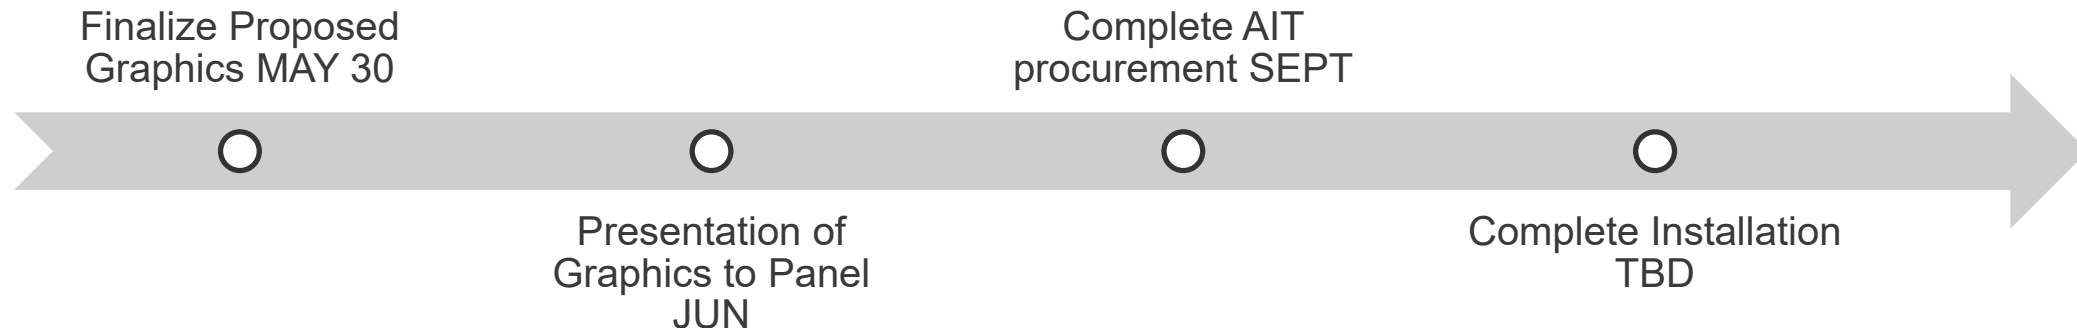 Finalize Proposed
Graphics MAY 30
Presentation of
Graphics to Panel
JUN
Complete AIT
procurement SEPT
Complete Installation
TBD